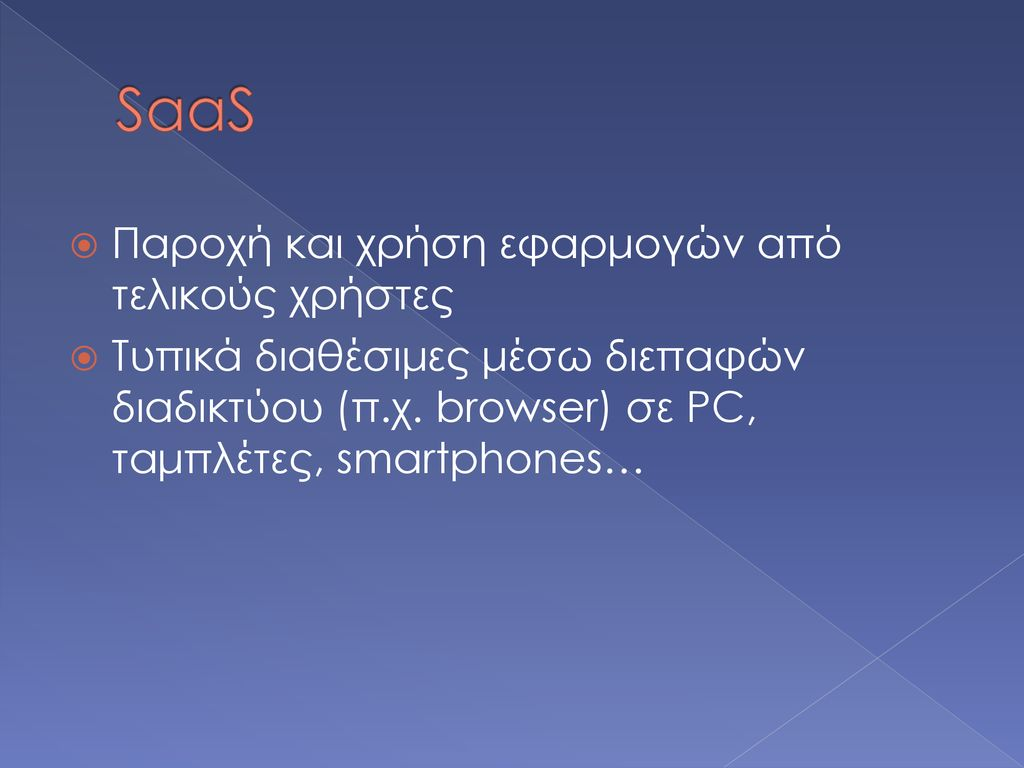 SaaS
Παροχή και χρήση εφαρμογών από
τελικούς χρήστες
Τυπικά διαθέσιμες μέσω διεπαφών
διαδικτύου (π.χ. browser) σε PC,
ταμπλέτες, smartphones…